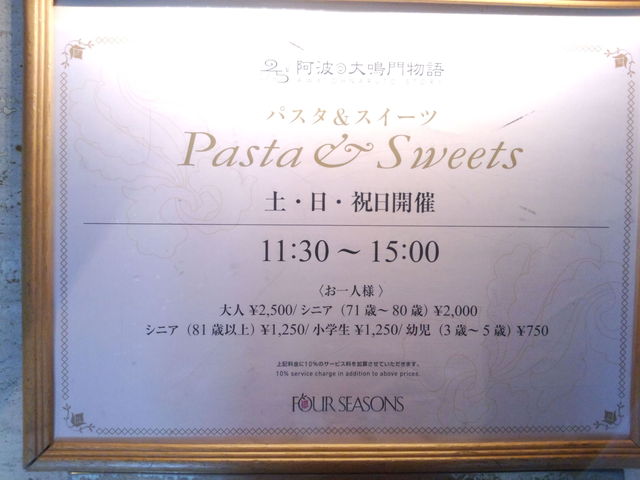 阿波の大鳴門物語
パスタ&スイーツ
Pasta & Sweets
土・日・祝日開催
11:30～15:00
〈お一人様〉
大人 ¥2,500/ シニア（71歳～80歳）¥2,000
シニア（81歳以上）¥1,250/ 小学生 ¥1,250/ 幼児（3歳～5歳）¥750
上記料金に10％のサービス料を加算させていただきます。
10% service charge in addition to above prices.
FOUR SEASONS